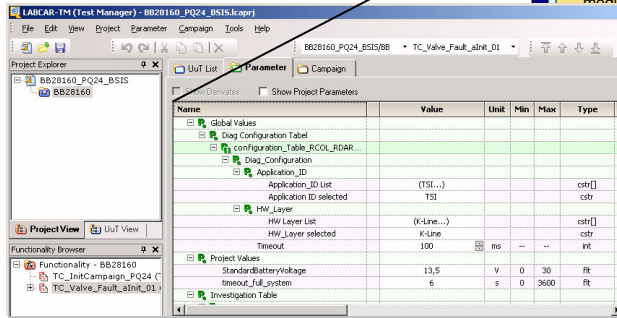 modu
LABCAR-TM (Test Manager) - BB28160_PQ24_BSIS.lcaprj
File Edit View Project Parameter Campaign Tools Help
BB28160_PQ24_BSIS/BB TC_Valve_Fault_aInit_01
Project Explorer
UuT List Parameter Campaign
BB28160_PQ24_BSIS
BB28160
Show Derivates Show Project Parameters
Name Value Unit Min Max Type
Global Values
Diag Configuration Tabel
configuration_Table_RCOL_RDAR...
Diag_Configuration
Application_ID
Application_ID List (TSI...) cstr[]
Application ID selected TSI cstr
HW_Layer
HW Layer List (K-Line...) cstr[]
HW_Layer selected K-Line cstr
Timeout 100 ms -- -- int
Project Values
StandardBatteryVoltage 13,5 V 0 30 flt
timeout_full_system 6 s 0 3600 flt
Investigation Table
Project View UuT View
Functionality Browser
Functionality - BB28160
TC_InitCampaign_PQ24 (
TC_Valve_Fault_aInit_01